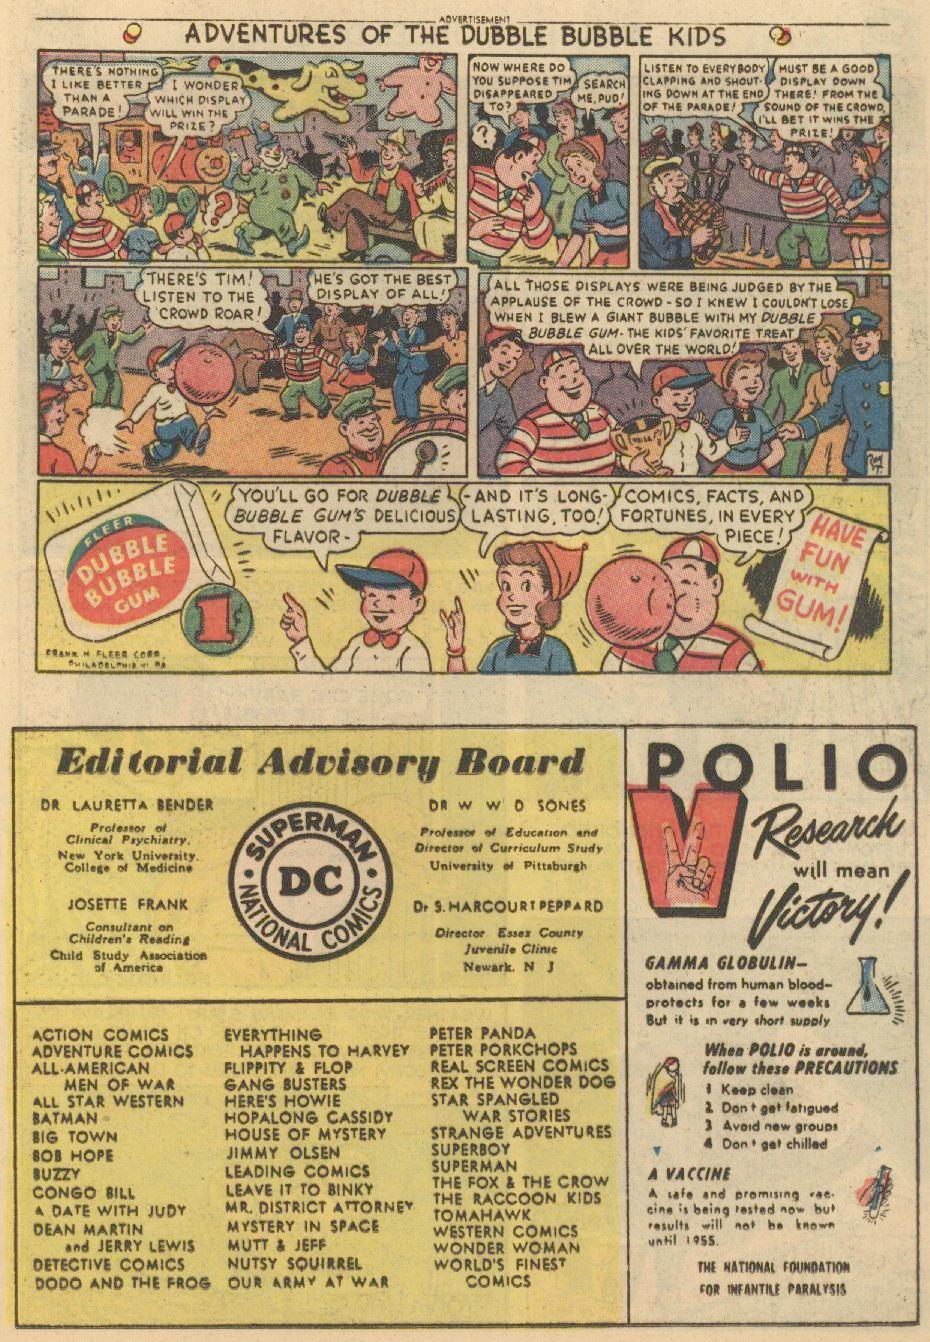 ADVERTISEMENT
ADVENTURES OF THE DUBBLE BUBBLE KIDS
THERE'S NOTHING
I LIKE BETTER
THAN A
PARADE!
I WONDER
WHICH DISPLAY
WILL WIN THE
PRIZE?
?
NOW WHERE DO
YOU SUPPOSE TIM
DISAPPEARED
TO?
SEARCH
ME, PUD!
?
LISTEN TO EVERYBODY
CLAPPING AND SHOUT-
ING DOWN AT THE END
OF THE PARADE!
MUST BE A GOOD
DISPLAY DOWN
THERE! FROM THE
SOUND OF THE CROWD,
I'LL BET IT WINS THE
PRIZE!
THERE'S TIM!
LISTEN TO THE
CROWD ROAR!
HE'S GOT THE BEST
DISPLAY OF ALL!
ALL THOSE DISPLAYS WERE BEING JUDGED BY THE
APPLAUSE OF THE CROWD - SO I KNEW I COULDN'T LOSE
WHEN I BLEW A GIANT BUBBLE WITH MY DUBBLE
BUBBLE GUM - THE KIDS' FAVORITE TREAT
ALL OVER THE WORLD!
PRIZE
FLEER
DUBBLE
BUBBLE
GUM
1¢
FRANK H. FLEER CORP.
PHILADELPHIA 41, PA
YOU'LL GO FOR DUBBLE
BUBBLE GUM'S DELICIOUS
FLAVOR-
-AND IT'S LONG-
LASTING, TOO!
COMICS, FACTS, AND
FORTUNES, IN EVERY
PIECE!
HAVE
FUN
WITH
GUM!
Editorial Advisory Board
DR LAURETTA BENDER
Professor of
Clinical Psychiatry,
New York University,
College of Medicine
JOSETTE FRANK
Consultant on
Children's Reading
Child Study Association
of America
SUPERMAN
DC
NATIONAL COMICS
DR W W D SONES
Professor of Education and
Director of Curriculum Study
University of Pittsburgh
Dr S. HARCOURT PEPPARD
Director Essex County
Juvenile Clinic
Newark, N J
ACTION COMICS
ADVENTURE COMICS
ALL-AMERICAN
MEN OF WAR
ALL STAR WESTERN
BATMAN
BIG TOWN
BOB HOPE
BUZZY
CONGO BILL
A DATE WITH JUDY
DEAN MARTIN
and JERRY LEWIS
DETECTIVE COMICS
DODO AND THE FROG
EVERYTHING
HAPPENS TO HARVEY
FLIPPITY & FLOP
GANG BUSTERS
HERE'S HOWIE
HOPALONG CASSIDY
HOUSE OF MYSTERY
JIMMY OLSEN
LEADING COMICS
LEAVE IT TO BINKY
MR. DISTRICT ATTORNEY
MYSTERY IN SPACE
MUTT & JEFF
NUTSY SQUIRREL
OUR ARMY AT WAR
PETER PANDA
PETER PORKCHOPS
REAL SCREEN COMICS
REX THE WONDER DOG
STAR SPANGLED
WAR STORIES
STRANGE ADVENTURES
SUPERBOY
SUPERMAN
THE FOX & THE CROW
THE RACCOON KIDS
TOMAHAWK
WESTERN COMICS
WONDER WOMAN
WORLD'S FINEST
COMICS
POLIO
V
Research
will mean
Victory!
GAMMA GLOBULIN-
obtained from human blood-
protects for a few weeks
But it is in very short supply
When POLIO is around,
follow these PRECAUTIONS
1 Keep clean
2 Don't get fatigued
3 Avoid new groups
4 Don't get chilled
A VACCINE
A safe and promising vac-
cine is being tested now but
results will not be known
until 1955.
THE NATIONAL FOUNDATION
FOR INFANTILE PARALYSIS